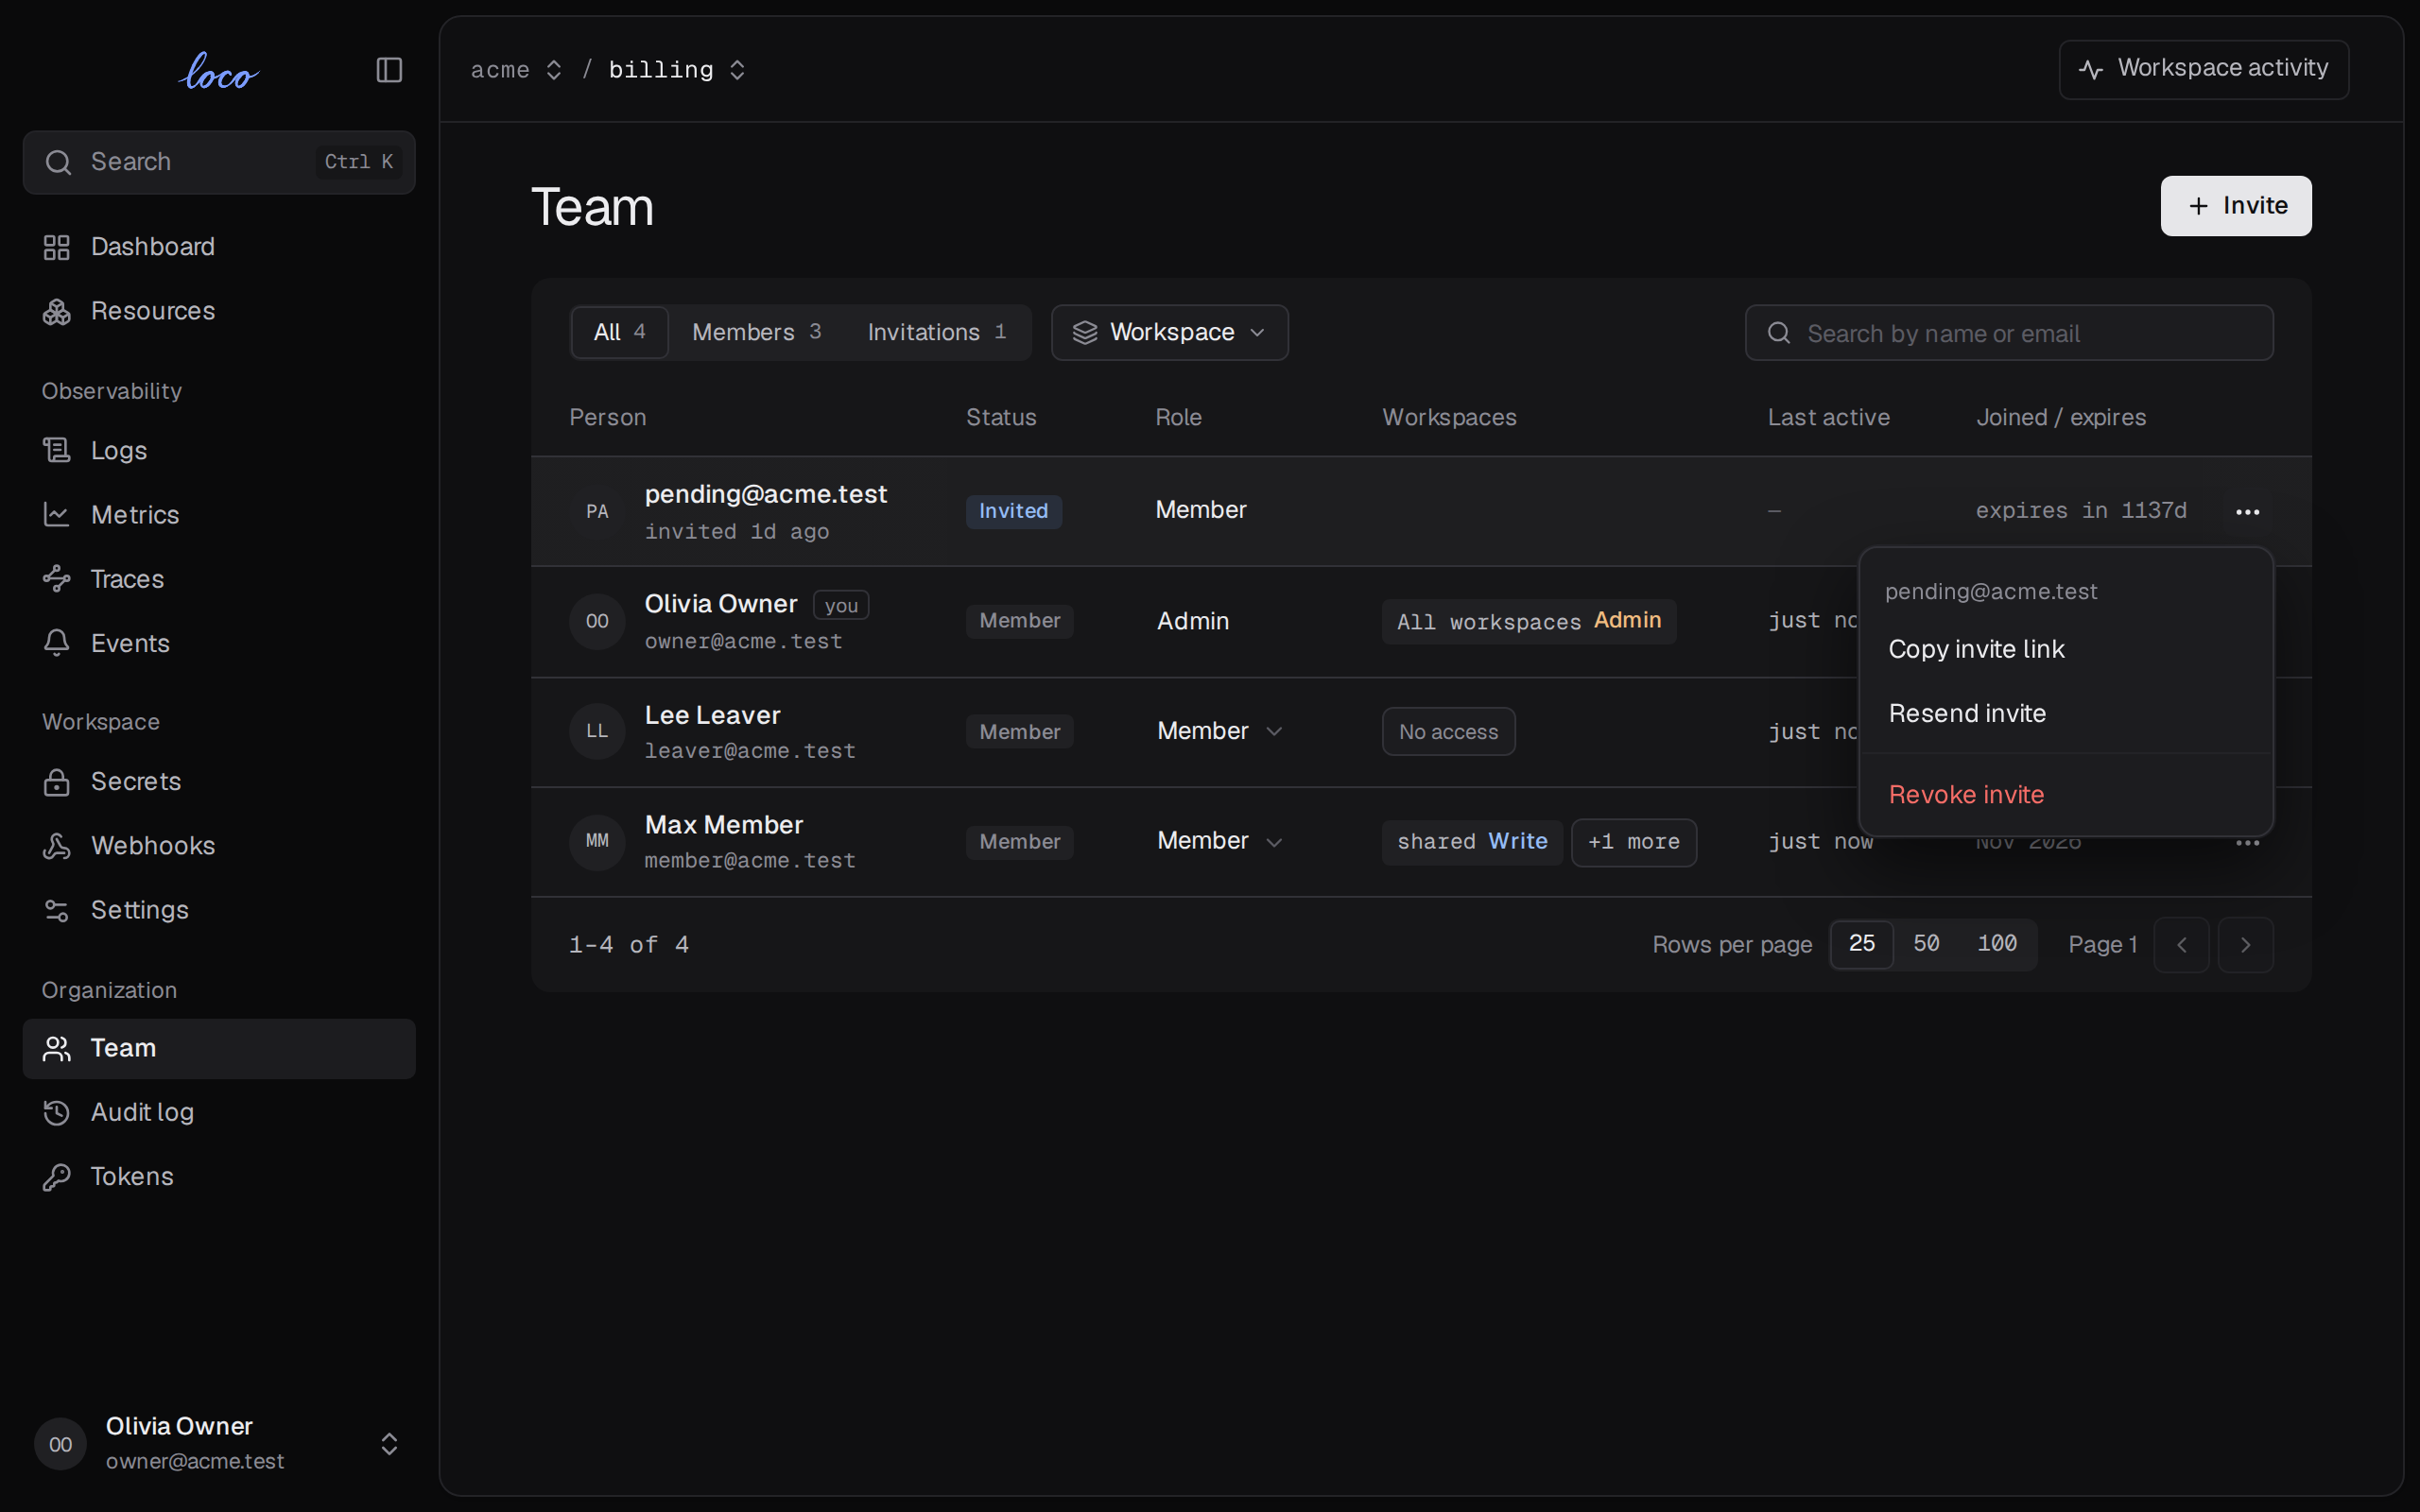 loco
Search Ctrl K
Dashboard
Resources
Observability
Logs
Metrics
Traces
Events
Workspace
Secrets
Webhooks
Settings
Organization
Team
Audit log
Tokens
OO Olivia Owner
owner@acme.test
acme / billing
Workspace activity
Team
+ Invite
All 4 Members 3 Invitations 1 Workspace Search by name or email
Person Status Role Workspaces Last active Joined / expires
PA pending@acme.test Invited Member – expires in 1137d
invited 1d ago
OO Olivia Owner you Member Admin All workspaces Admin just
owner@acme.test
LL Lee Leaver Member Member No access just
leaver@acme.test
MM Max Member Member Member shared Write +1 more just now Nov 2026
member@acme.test
pending@acme.test
Copy invite link
Resend invite
Revoke invite
1–4 of 4 Rows per page 25 50 100 Page 1